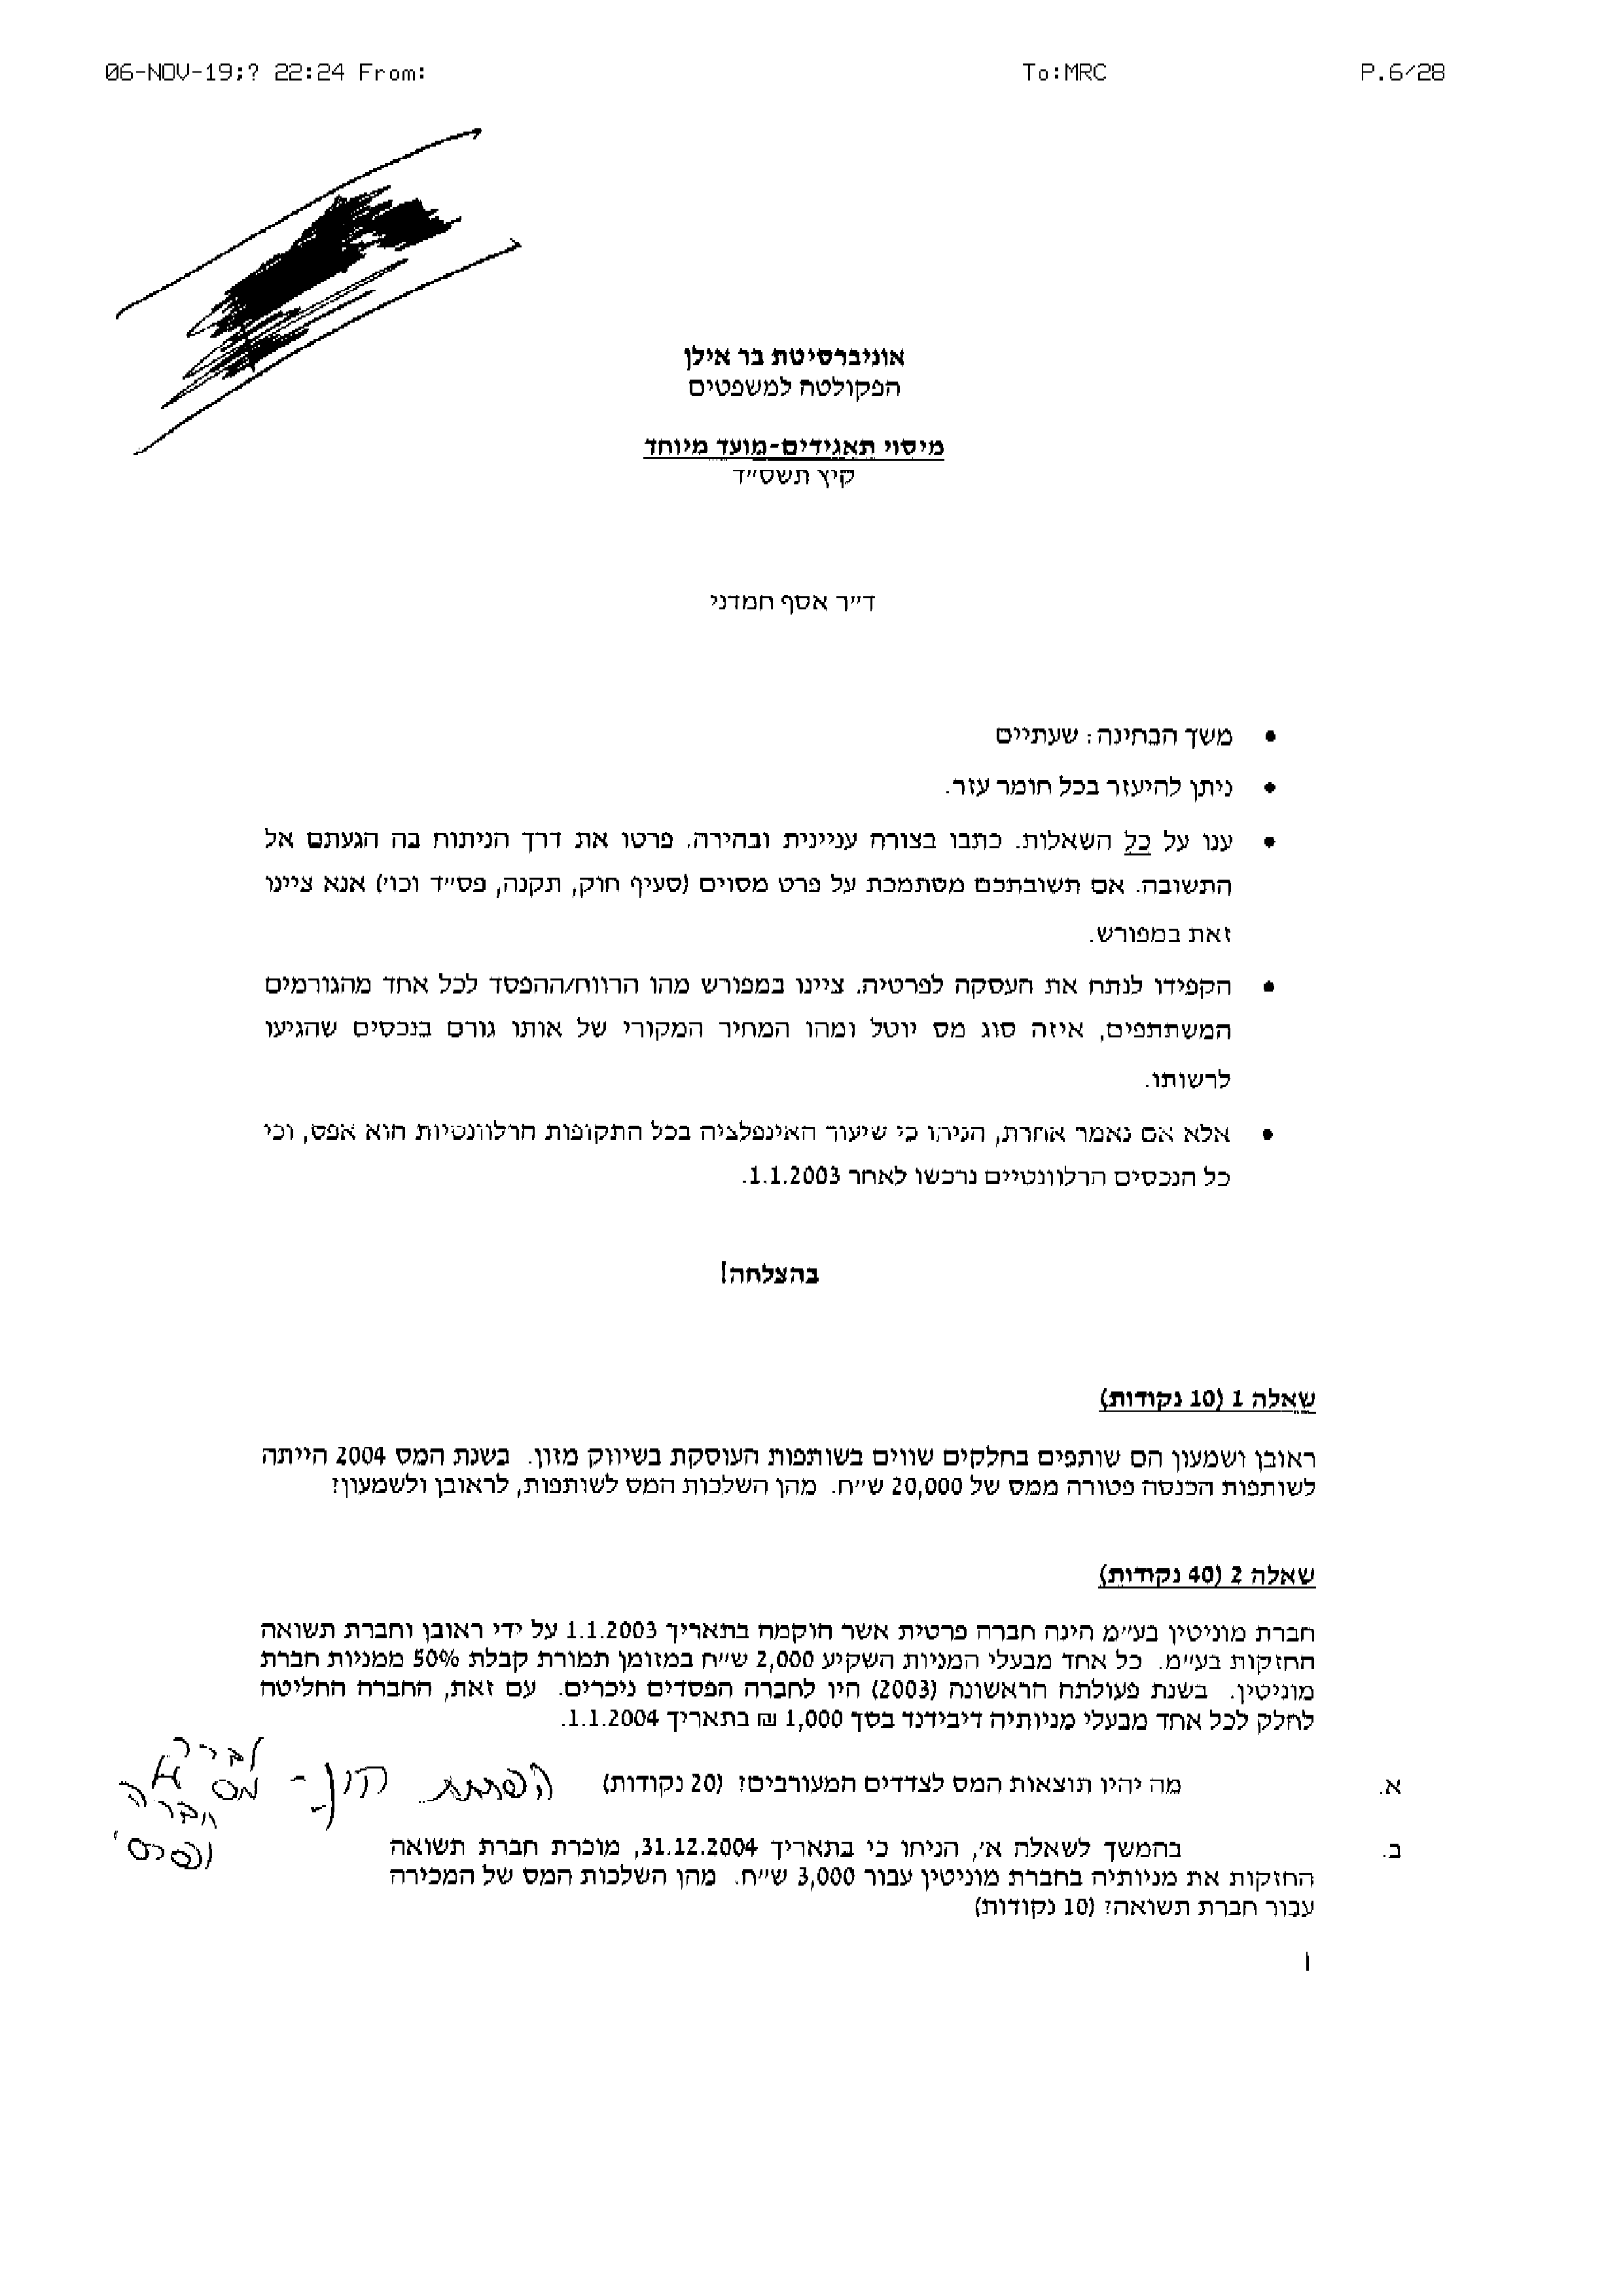 06-NOV-19;? 22:24 From: To:MRC P.6/28
אוניברסיטת בר אילן
הפקולטה למשפטים
מיסוי תאגידים-מועד מיוחד
קיץ תשס״ד
ד״ר אסף חמדני
• משך הבחינה: שעתיים
• ניתן להיעזר בכל חומר עזר.
• ענו על כל השאלות. כתבו בצורה עניינית ובהירה. פרטו את דרך הניתוח בה הגעתם אל
התשובה. אם תשובתכם מסתמכת על פרט מסוים (סעיף חוק, תקנה, פס״ד וכו׳) אנא ציינו
זאת במפורש.
• הקפידו לנתח את העסקה לפרטיה. ציינו במפורש מהו הרווח/ההפסד לכל אחד מהגורמים
המשתתפים, איזה סוג מס יוטל ומהו המחיר המקורי של אותו גורם בנכסים שהגיעו
לרשותו.
• אלא אם נאמר אחרת, הניחו כי שיעור האינפלציה בכל התקופות הרלוונטיות הוא אפס, וכי
כל הנכסים הרלוונטיים נרכשו לאחר 1.1.2003.
בהצלחה!
שאלה 1 (10 נקודות)
ראובן ושמעון הם שותפים בחלקים שווים בשותפות העוסקת בשיווק מזון. בשנת המס 2004 הייתה
לשותפות הכנסה פטורה ממס של 20,000 ש״ח. מהן השלכות המס לשותפות, לראובן ולשמעון?
שאלה 2 (40 נקודות)
חברת מוניטין בע״מ הינה חברה פרטית אשר הוקמה בתאריך 1.1.2003 על ידי ראובן וחברת תשואה
החזקות בע״מ. כל אחד מבעלי המניות השקיע 2,000 ש״ח במזומן תמורת קבלת 50% ממניות חברת
מוניטין. בשנת פעולתה הראשונה (2003) היו לחברה הפסדים ניכרים. עם זאת, החברה החליטה
לחלק לכל אחד מבעלי מניותיה דיבידנד בסך 1,000 ₪ בתאריך 1.1.2004.
א. מה יהיו תוצאות המס לצדדים המעורבים? (20 נקודות) הפחתת הון - מס
חברה
ב. בהמשך לשאלה א׳, הניחו כי בתאריך 31.12.2004, מוכרת חברת תשואה
החזקות את מניותיה בחברת מוניטין עבור 3,000 ש״ח. מהן השלכות המס של המכירה
עבור חברת תשואה? (10 נקודות)
1